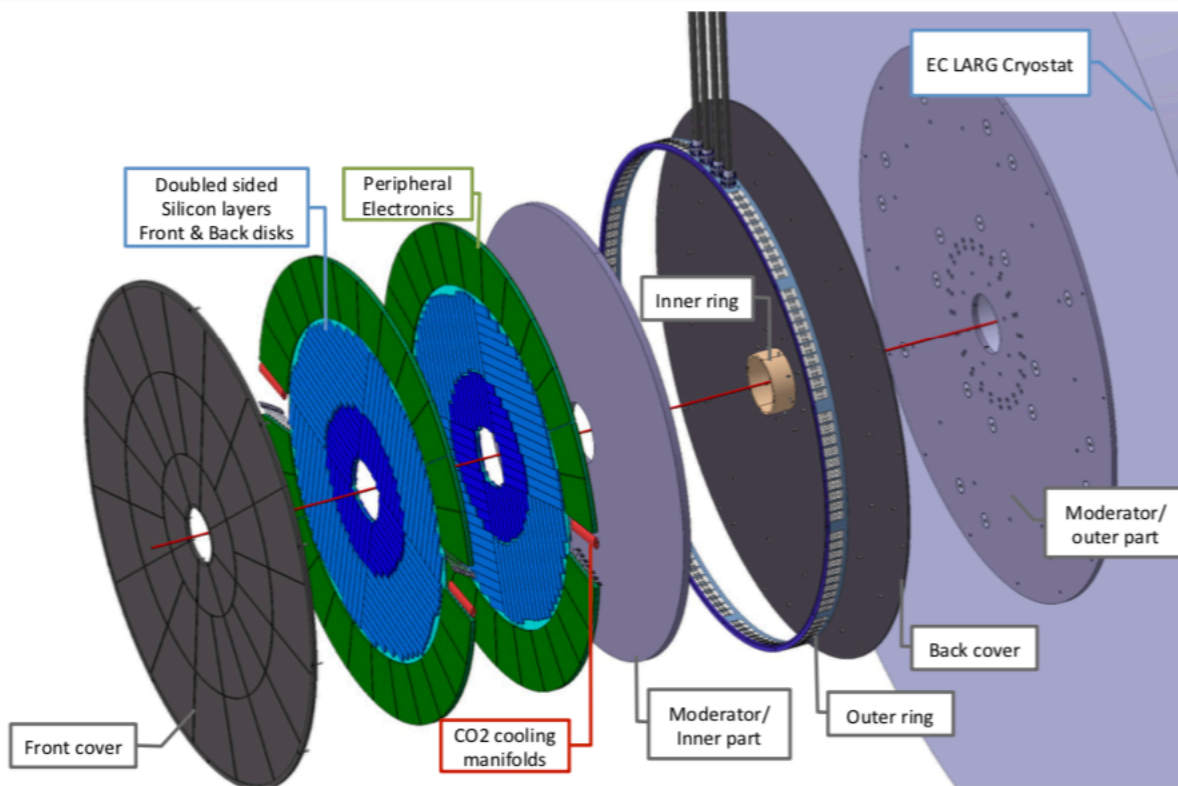 EC LARG Cryostat
Doubled sided
Silicon layers
Front & Back disks
Peripheral
Electronics
Inner ring
Moderator/
outer part
Back cover
Outer ring
Moderator/
Inner part
CO2 cooling
manifolds
Front cover